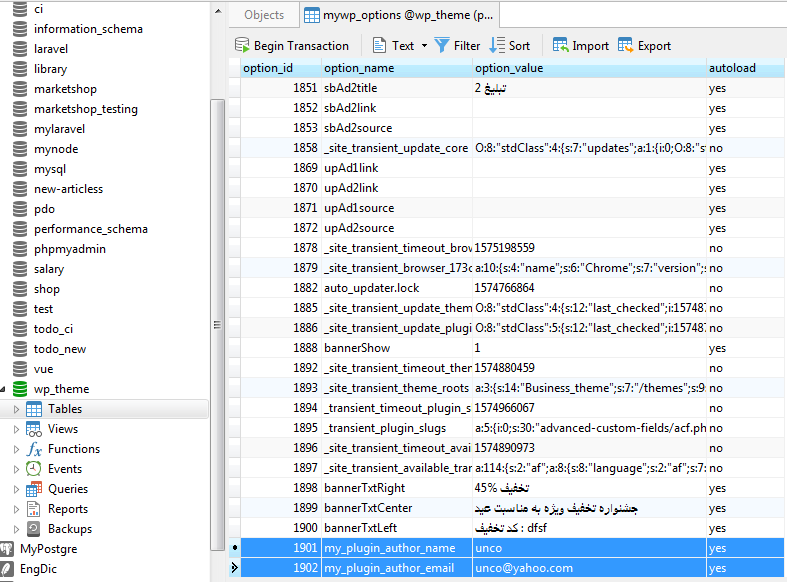 Objects
mywp_options @wp_theme (p...
Begin Transaction
Text
Filter
Sort
Import
Export
ci
information_schema
laravel
library
marketshop
marketshop_testing
mylaravel
mynode
mysql
new-articless
pdo
performance_schema
phpmyadmin
salary
shop
test
todo_ci
todo_new
vue
wp_theme
Tables
Views
Functions
Events
Queries
Reports
Backups
MyPostgre
EngDic
option_id option_name option_value autoload
1851 sbAd2title تبلیغ 2 yes
1852 sbAd2link yes
1853 sbAd2source yes
1858 _site_transient_update_core O:8:"stdClass":4:{s:7:"updates";a:1:{i:0;O:8:"s no
1869 upAd1link yes
1870 upAd2link yes
1871 upAd1source yes
1872 upAd2source yes
1878 _site_transient_timeout_brow 1575198559 no
1879 _site_transient_browser_173c a:10:{s:4:"name";s:6:"Chrome";s:7:"version"; no
1882 auto_updater.lock 1574766864 no
1885 _site_transient_update_them O:8:"stdClass":4:{s:12:"last_checked";i:15748 no
1886 _site_transient_update_plugi O:8:"stdClass":5:{s:12:"last_checked";i:15748 no
1888 bannerShow 1 yes
1892 _site_transient_timeout_then 1574880459 no
1893 _site_transient_theme_roots a:3:{s:14:"Business_theme";s:7:"/themes";s:9: no
1894 _transient_timeout_plugin_s 1574966067 no
1895 _transient_plugin_slugs a:5:{i:0;s:30:"advanced-custom-fields/acf.ph no
1896 _site_transient_timeout_avai 1574890973 no
1897 _site_transient_available_tran a:114:{s:2:"af";a:8:{s:8:"language";s:2:"af";s:7: no
1898 bannerTxtRight تخفیف %45 yes
1899 bannerTxtCenter جشنواره تخفیف ویژه به مناسبت عید yes
1900 bannerTxtLeft کد تخفیف : dfsf yes
1901 my_plugin_author_name unco yes
1902 my_plugin_author_email unco@yahoo.com yes